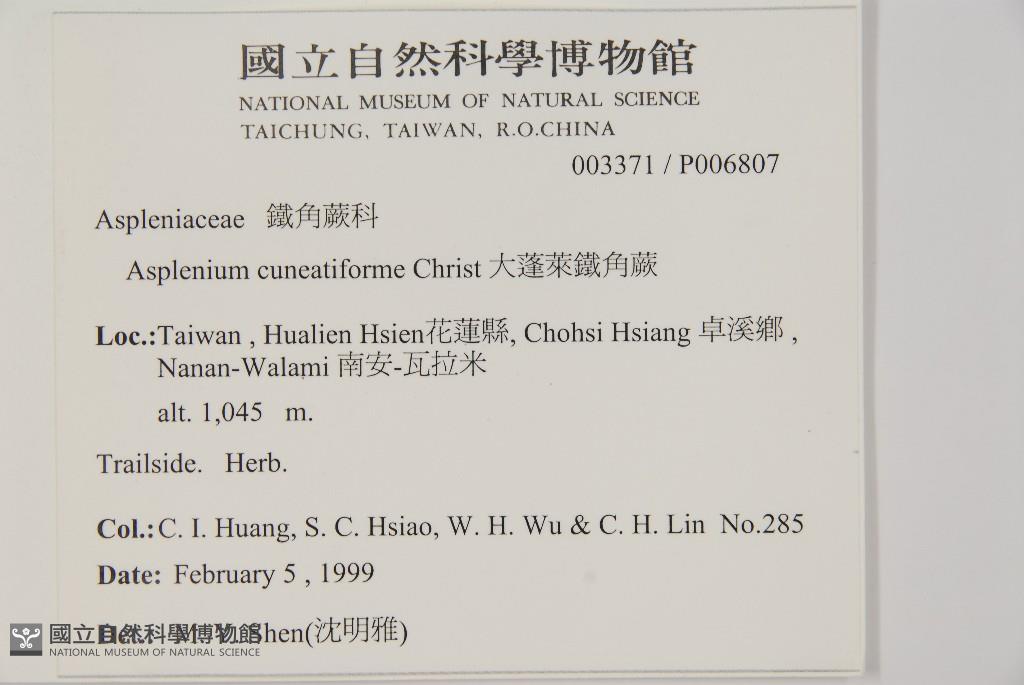 國立自然科學博物館
NATIONAL MUSEUM OF NATURAL SCIENCE
TAICHUNG, TAIWAN, R.O.CHINA
003371 / P006807
Aspleniaceae 鐵角蕨科
Asplenium cuneatiforme Christ 大蓬萊鐵角蕨
Loc.:Taiwan , Hualien Hsien花蓮縣, Chohsi Hsiang 卓溪鄉 ,
Nanan-Walami 南安-瓦拉米
alt. 1,045 m.
Trailside. Herb.
Col.: C. I. Huang, S. C. Hsiao, W. H. Wu & C. H. Lin No.285
Date: February 5 , 1999
Det.: M. Y. Shen(沈明雅)
國立自然科學博物館
NATIONAL MUSEUM OF NATURAL SCIENCE